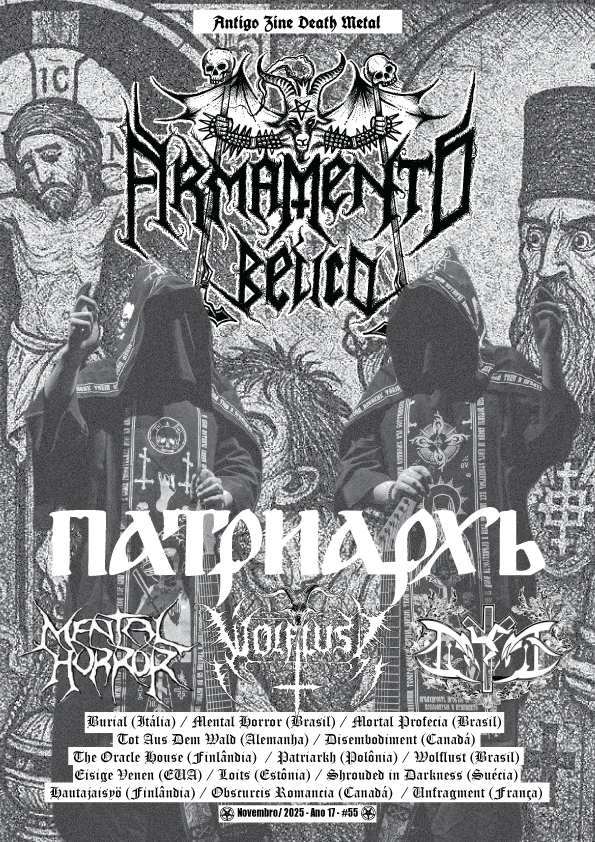 Antigo Zine Death Metal
IC
ARMAMENTO
BÉLICO
ПАТРИАРХЪ
MENTAL HORROR
WOLFLUST
Burial (Itália) / Mental Horror (Brasil) / Mortal Profecia (Brasil)
Tot Aus Dem Wald (Alemanha) / Disembodiment (Canadá)
The Oracle House (Finlândia) / Patriarkh (Polônia) / Wolflust (Brasil)
Eisige Venen (EUA) / Loits (Estônia) / Shrouded in Darkness (Suécia)
Hautajaisyö (Finlândia) / Obscurcis Romancia (Canadá) / Unfragment (França)
Novembro/ 2025 - Ano 17 - #55